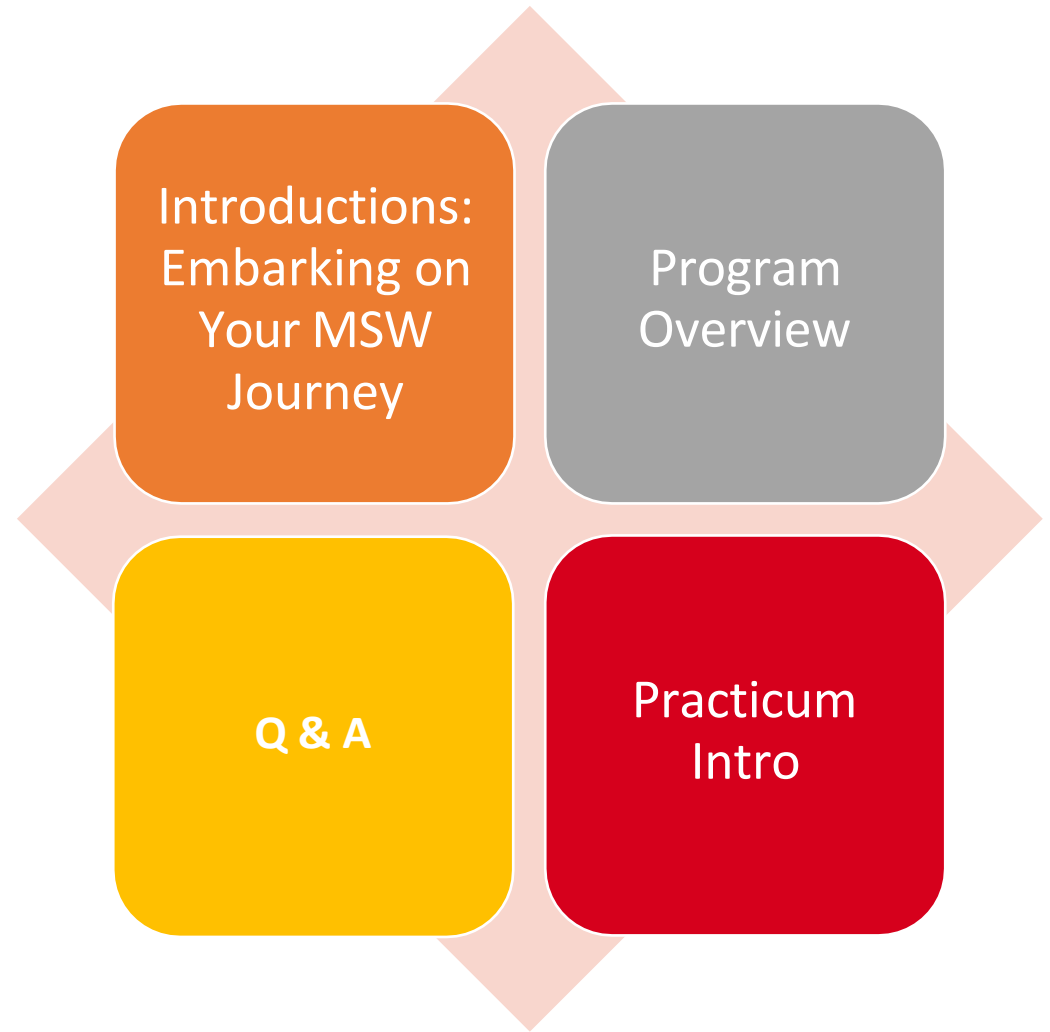 Introductions:
Embarking on
Your MSW
Journey
Program
Overview
Q & A
Practicum
Intro